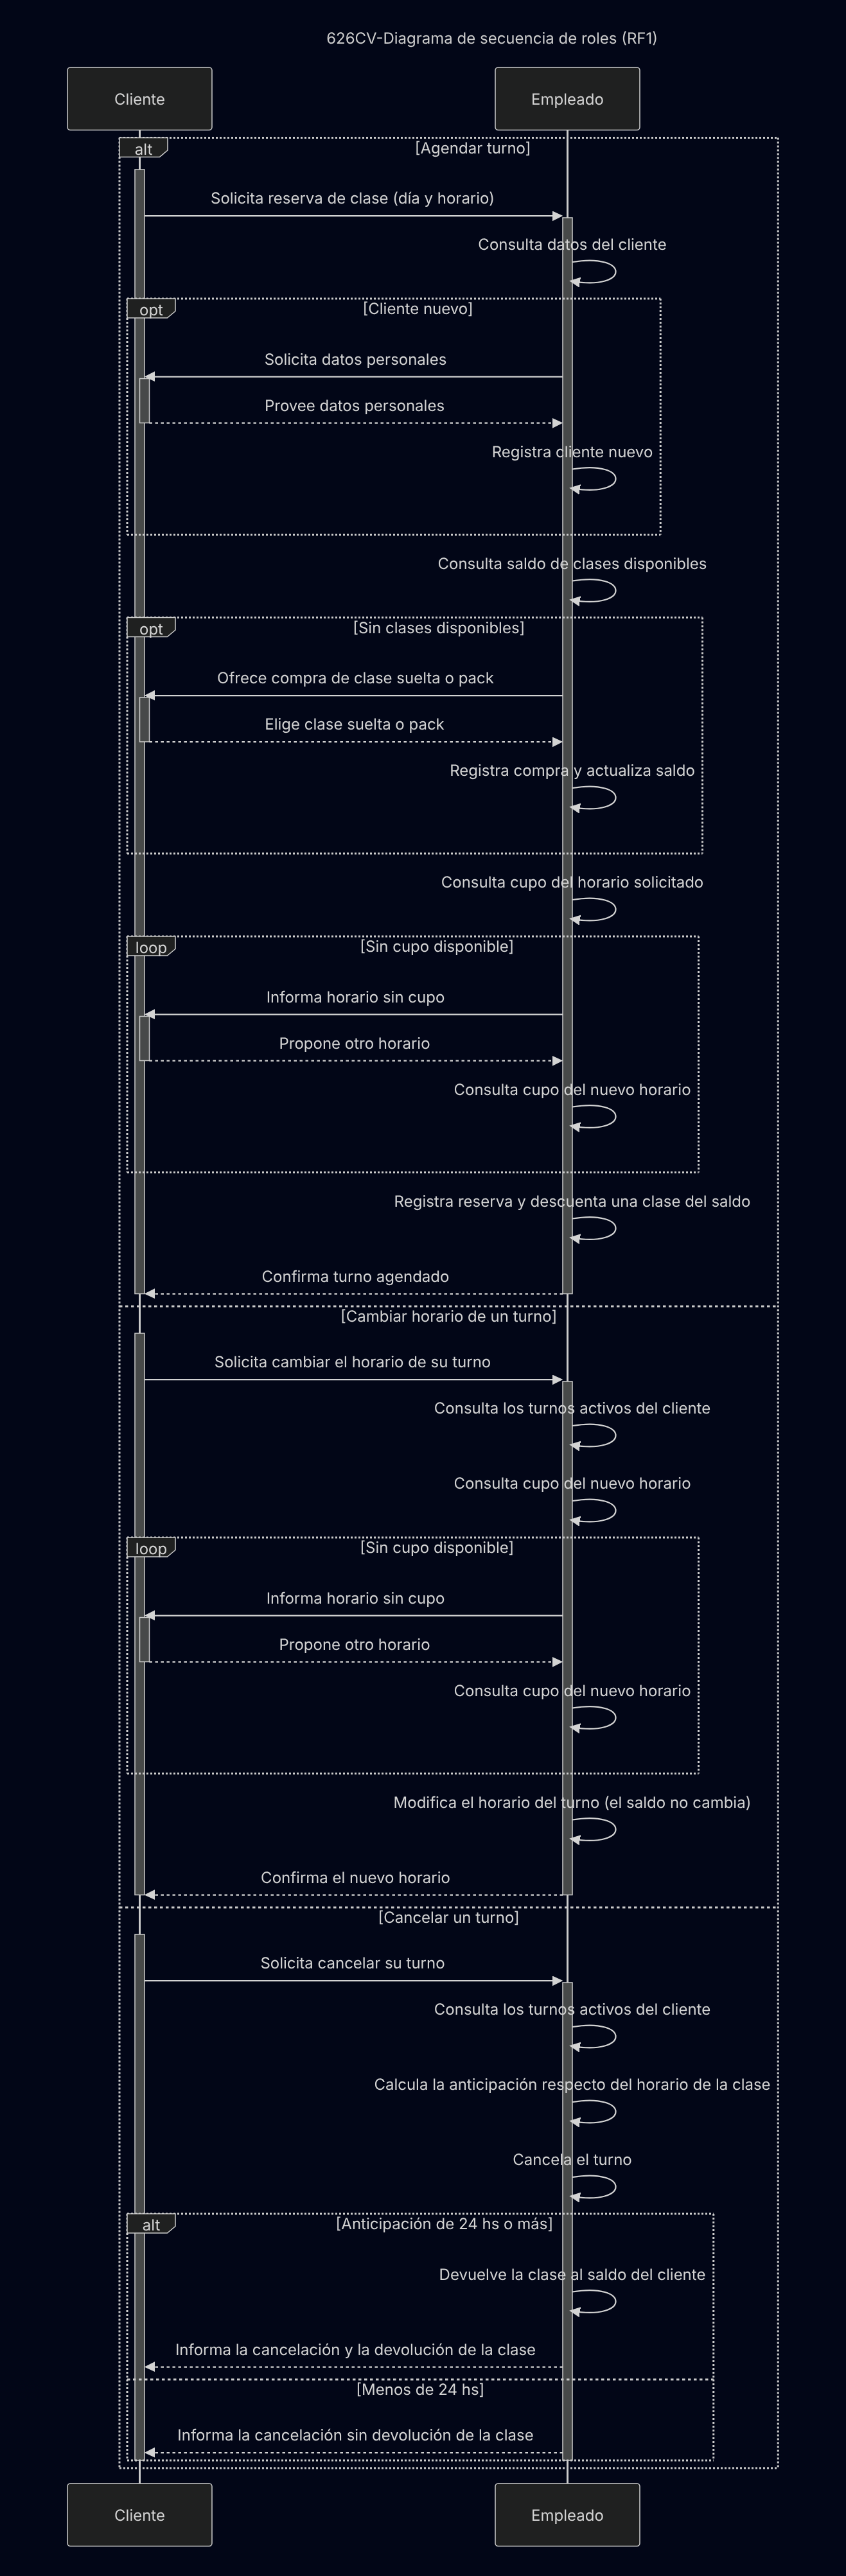 626CV-Diagrama de secuencia de roles (RF1)
Cliente
Empleado
alt
[Agendar turno]
Solicita reserva de clase (día y horario)
Consulta datos del cliente
opt
[Cliente nuevo]
Solicita datos personales
Provee datos personales
Registra cliente nuevo
Consulta saldo de clases disponibles
opt
[Sin clases disponibles]
Ofrece compra de clase suelta o pack
Elige clase suelta o pack
Registra compra y actualiza saldo
Consulta cupo del horario solicitado
loop
[Sin cupo disponible]
Informa horario sin cupo
Propone otro horario
Consulta cupo del nuevo horario
Registra reserva y descuenta una clase del saldo
Confirma turno agendado
[Cambiar horario de un turno]
Solicita cambiar el horario de su turno
Consulta los turnos activos del cliente
Consulta cupo del nuevo horario
loop
[Sin cupo disponible]
Informa horario sin cupo
Propone otro horario
Consulta cupo del nuevo horario
Modifica el horario del turno (el saldo no cambia)
Confirma el nuevo horario
[Cancelar un turno]
Solicita cancelar su turno
Consulta los turnos activos del cliente
Calcula la anticipación respecto del horario de la clase
Cancela el turno
alt
[Anticipación de 24 hs o más]
Devuelve la clase al saldo del cliente
Informa la cancelación y la devolución de la clase
[Menos de 24 hs]
Informa la cancelación sin devolución de la clase
Cliente
Empleado